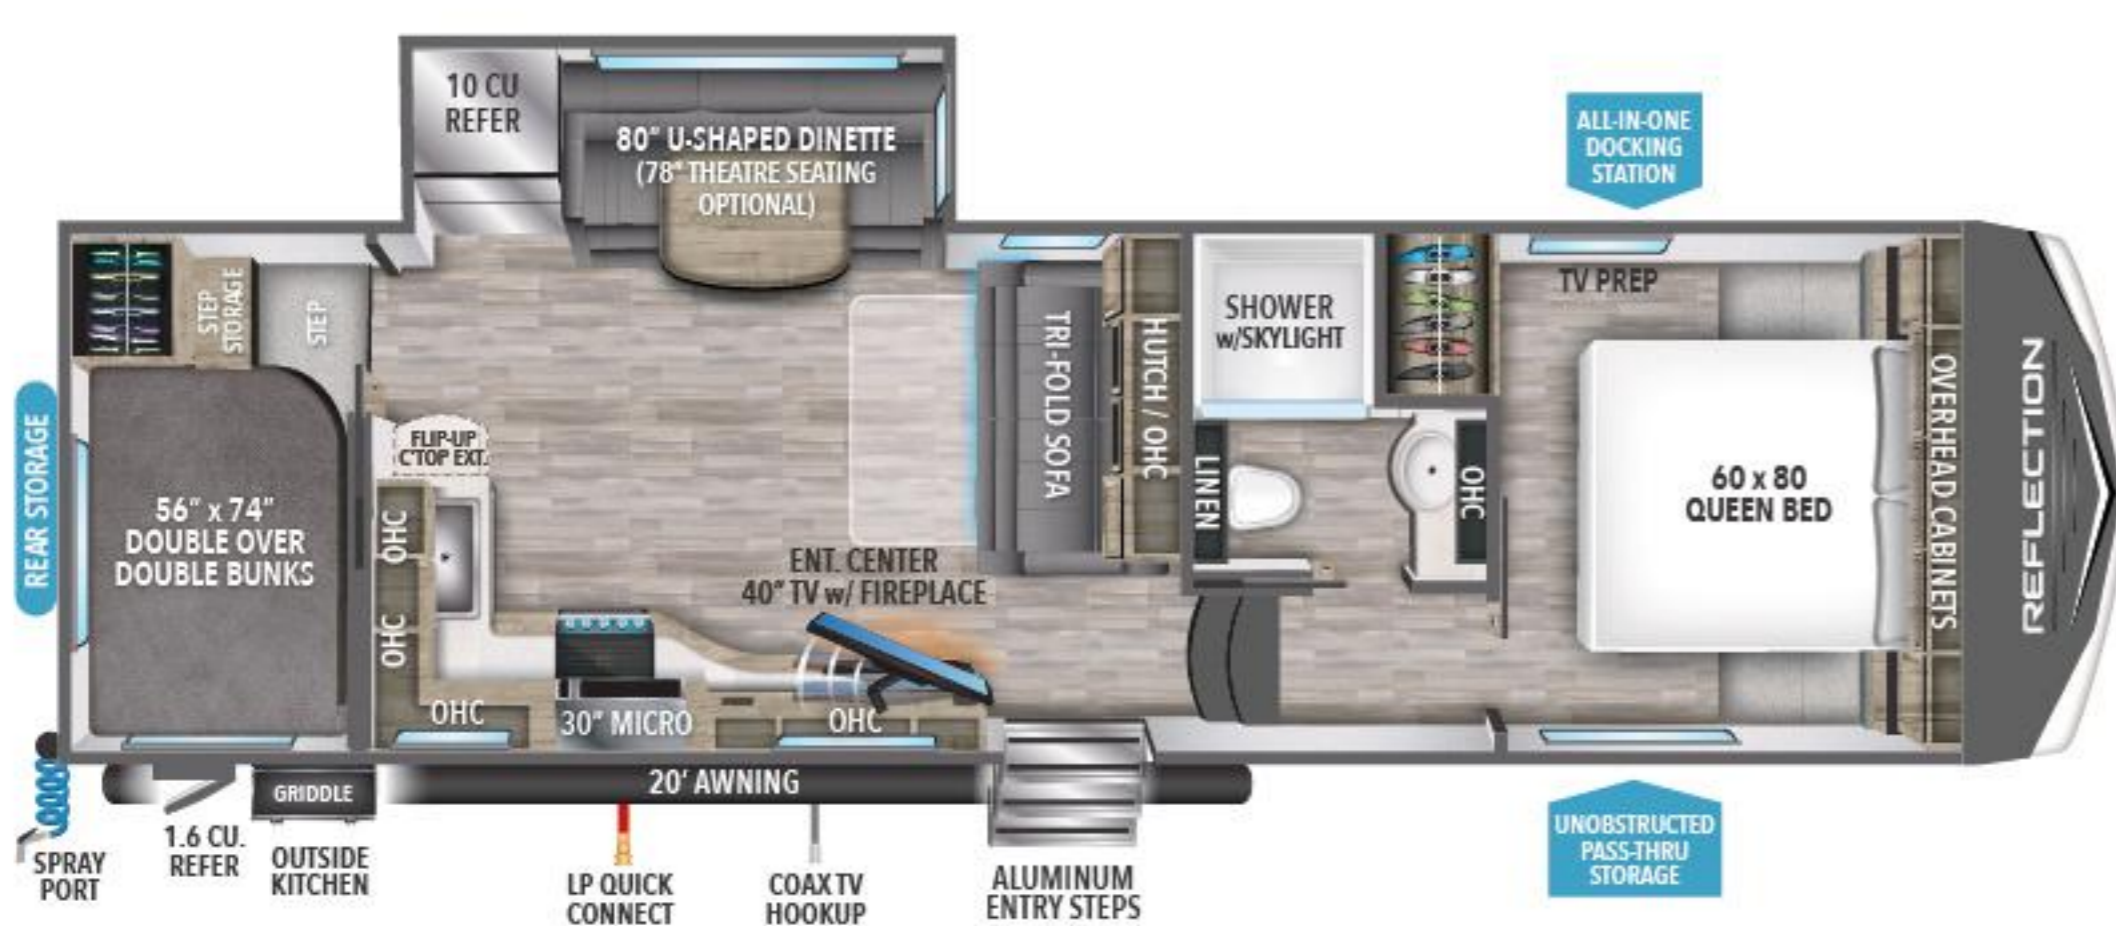 10 CU
REFER
80" U-SHAPED DINETTE
(78" THEATRE SEATING
OPTIONAL)
ALL-IN-ONE
DOCKING
STATION
STEP
STORAGE
STEP
TRI-FOLD SOFA
HUTCH / OHC
SHOWER
w/SKYLIGHT
TV PREP
REAR STORAGE
FLIP-UP
C'TOP EXT.
56" x 74"
DOUBLE OVER
DOUBLE BUNKS
OHC
OHC
LINEN
OHC
60 x 80
QUEEN BED
OVERHEAD CABINETS
REFLECTION
ENT. CENTER
40" TV w/ FIREPLACE
OHC
30" MICRO
OHC
20' AWNING
GRIDDLE
SPRAY
PORT
1.6 CU.
REFER
OUTSIDE
KITCHEN
LP QUICK
CONNECT
COAX TV
HOOKUP
ALUMINUM
ENTRY STEPS
UNOBSTRUCTED
PASS-THRU
STORAGE